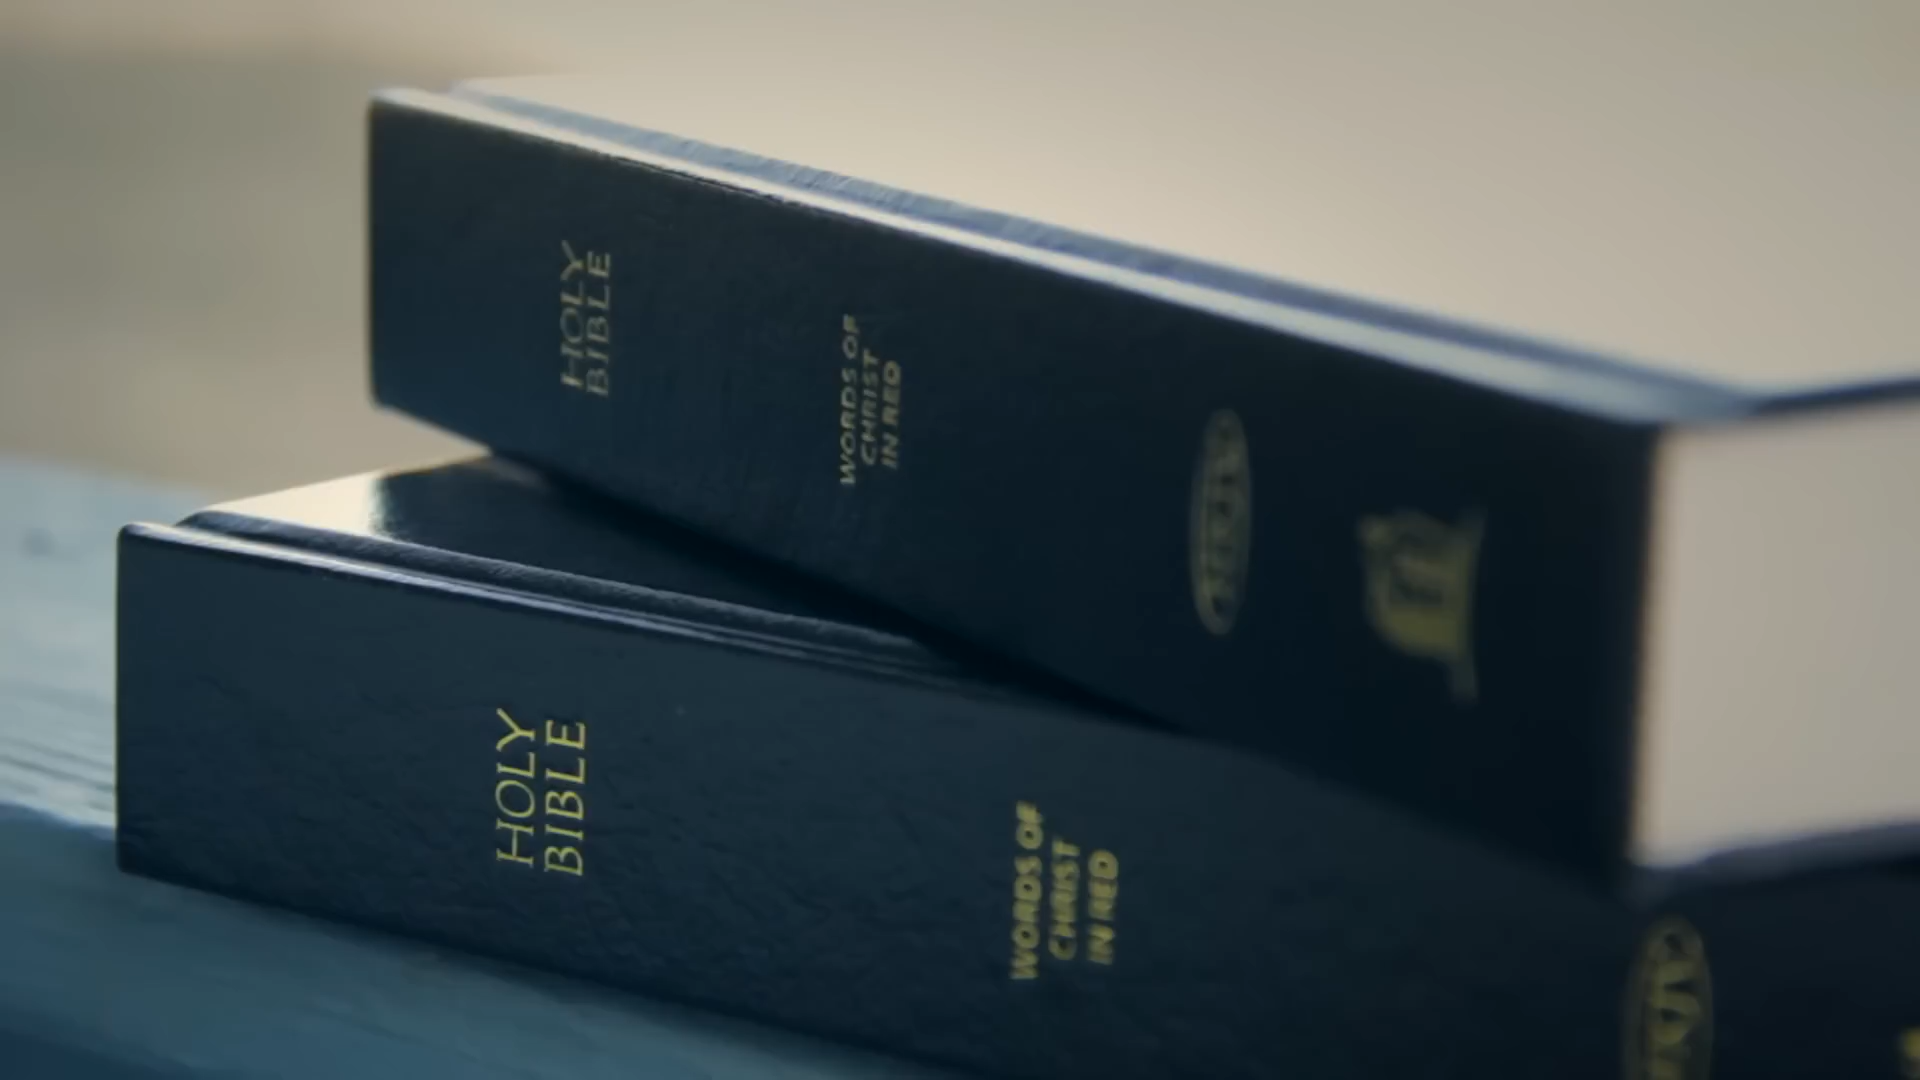 HOLY
BIBLE
WORDS OF
CHRIST
IN RED
HOLY
BIBLE
WORDS OF
CHRIST
IN RED